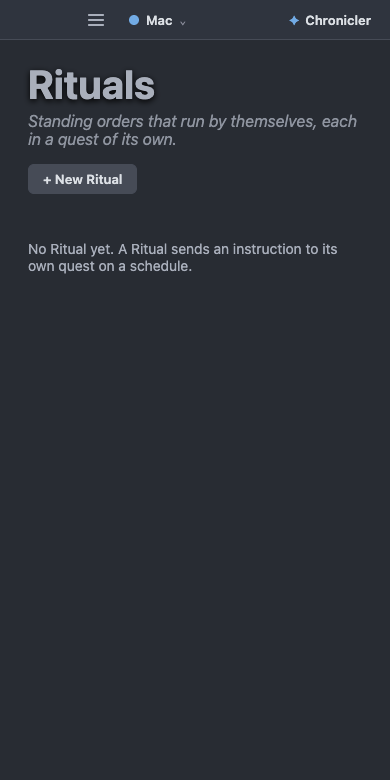 Mac
Chronicler
Rituals
Standing orders that run by themselves, each
in a quest of its own.
+ New Ritual
No Ritual yet. A Ritual sends an instruction to its
own quest on a schedule.